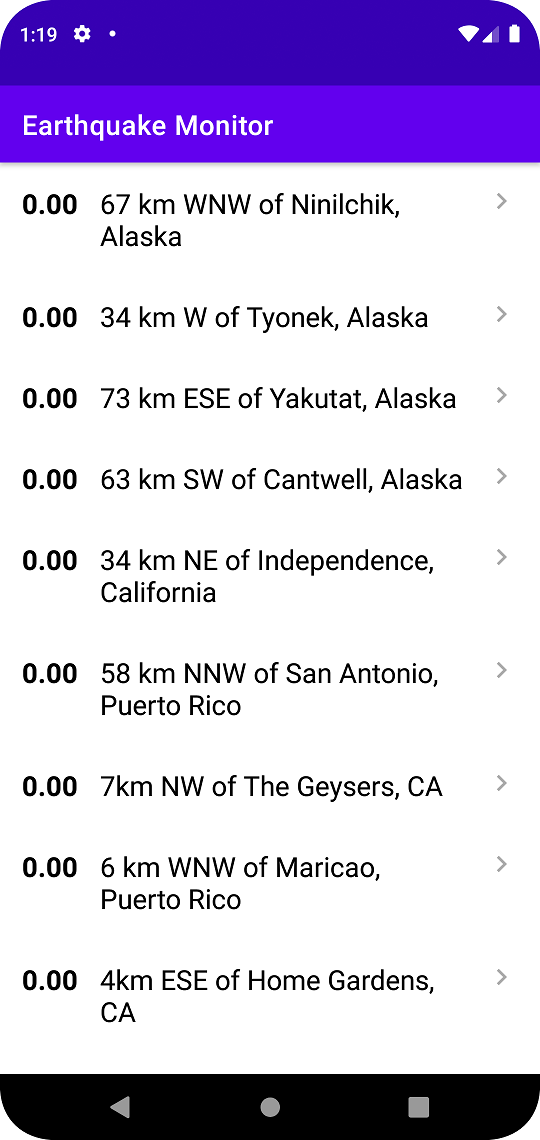 1:19
Earthquake Monitor
0.00 67 km WNW of Ninilchik,
Alaska
0.00 34 km W of Tyonek, Alaska
0.00 73 km ESE of Yakutat, Alaska
0.00 63 km SW of Cantwell, Alaska
0.00 34 km NE of Independence,
California
0.00 58 km NNW of San Antonio,
Puerto Rico
0.00 7km NW of The Geysers, CA
0.00 6 km WNW of Maricao,
Puerto Rico
0.00 4km ESE of Home Gardens,
CA